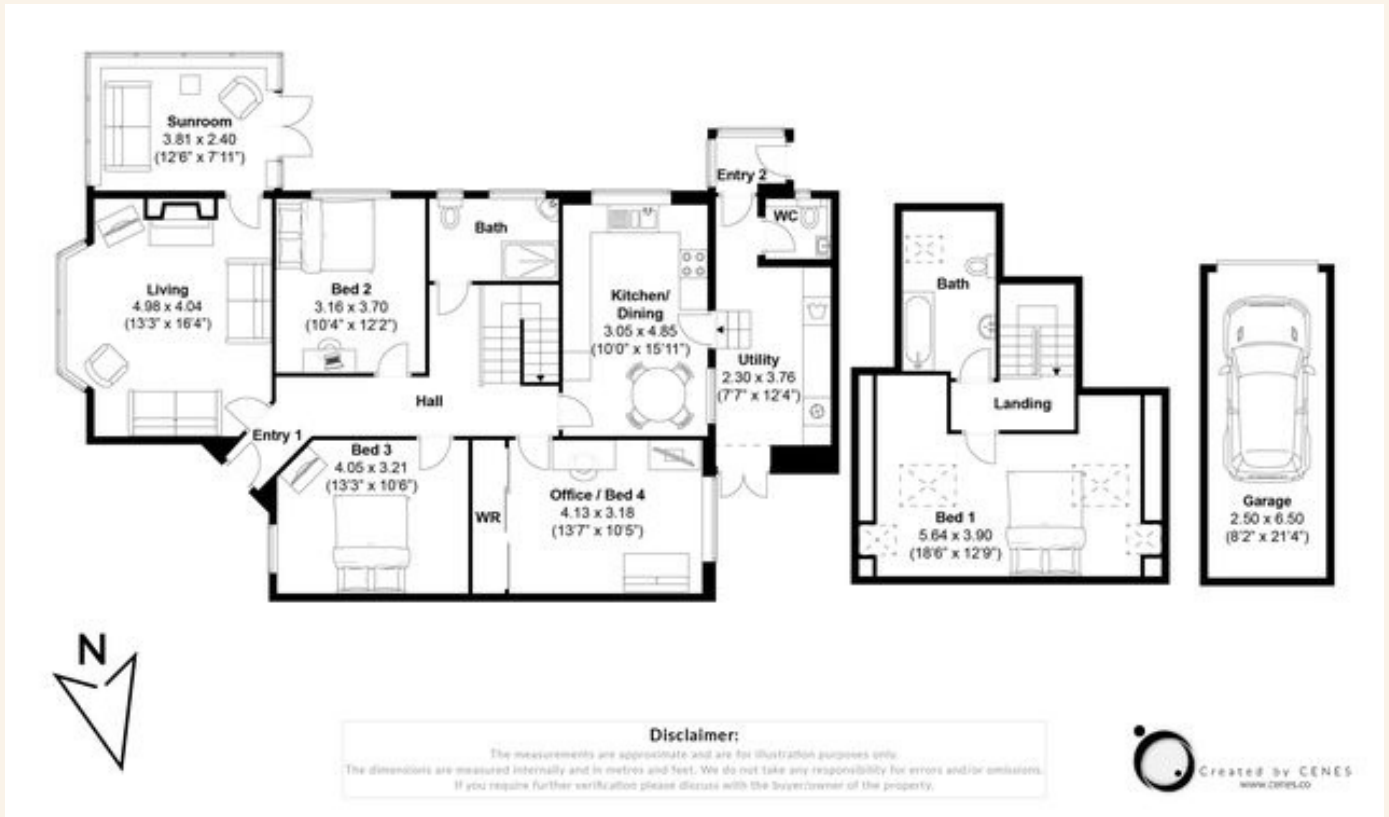 Sunroom
3.81 x 2.40
(12'6" x 7'11")
Entry 2
WC
Bath
Living
4.98 x 4.04
(13'3" x 16'4")
Bed 2
3.16 x 3.70
(10'4" x 12'2")
Kitchen/
Dining
3.05 x 4.85
(10'0" x 15'11")
Utility
2.30 x 3.76
(7'7" x 12'4")
Hall
Entry 1
Bed 3
4.05 x 3.21
(13'3" x 10'6")
WR
Office / Bed 4
4.13 x 3.18
(13'7" x 10'5")
Bath
Landing
Bed 1
5.64 x 3.90
(18'6" x 12'9")
Garage
2.50 x 6.50
(8'2" x 21'4")
N
Disclaimer:
The measurements are approximate and are for illustration purposes only.
The dimensions are measured internally and in metres and feet. We do not take any responsibility for errors and/or omissions.
If you require further verification please discuss with the buyer/owner of the property.
Created by CENES
www.cenes.co